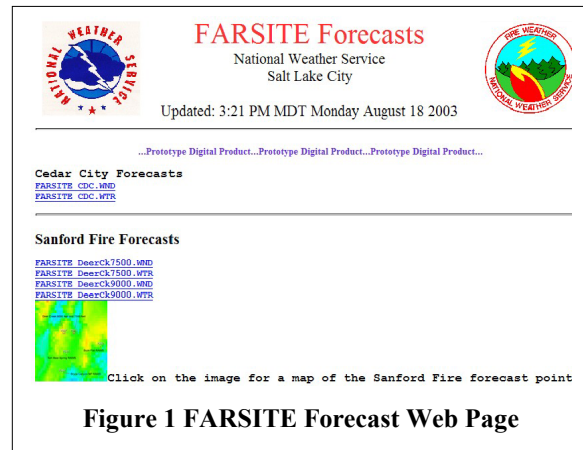 NATIONAL WEATHER SERVICE
FARSITE Forecasts
National Weather Service
Salt Lake City
Updated: 3:21 PM MDT Monday August 18 2003
FIRE WEATHER
NATIONAL WEATHER SERVICE
...Prototype Digital Product...Prototype Digital Product...Prototype Digital Product...
Cedar City Forecasts
FARSITE CDC.WND
FARSITE CDC.WTR
Sanford Fire Forecasts
FARSITE DeerCk7500.WND
FARSITE DeerCk7500.WTR
FARSITE DeerCk9000.WND
FARSITE DeerCk9000.WTR
Click on the image for a map of the Sanford Fire forecast point
Figure 1 FARSITE Forecast Web Page